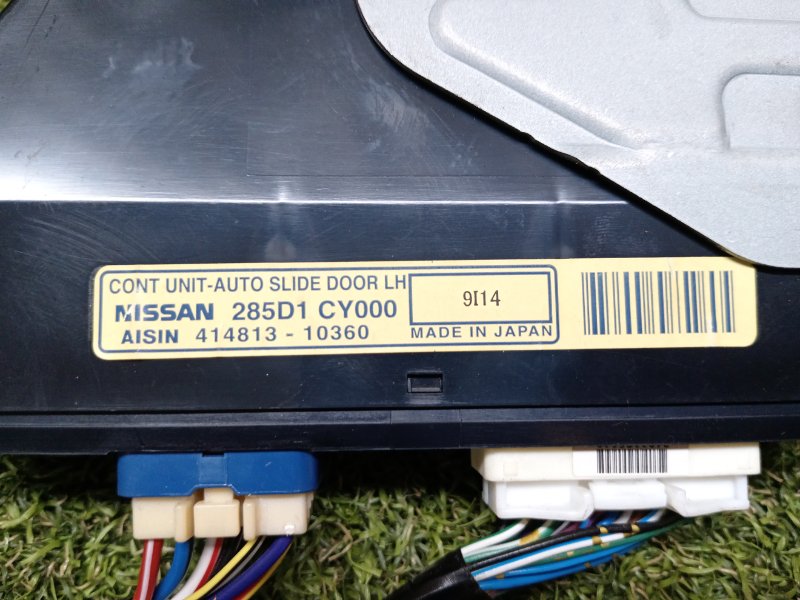 CONT UNIT-AUTO SLIDE DOOR LH
NISSAN 285D1 CY000
AISIN 414813 - 10360
9I14
MADE IN JAPAN